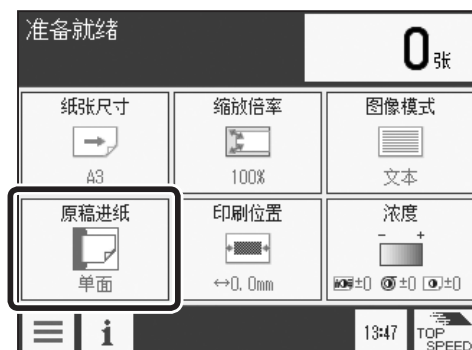 准备就绪
0张
纸张尺寸
缩放倍率
图像模式
A3
100%
文本
原稿进纸
印刷位置
浓度
- +
单面
↔0. 0mm
±0 ±0 ±0
i
13:47
TOP
SPEED